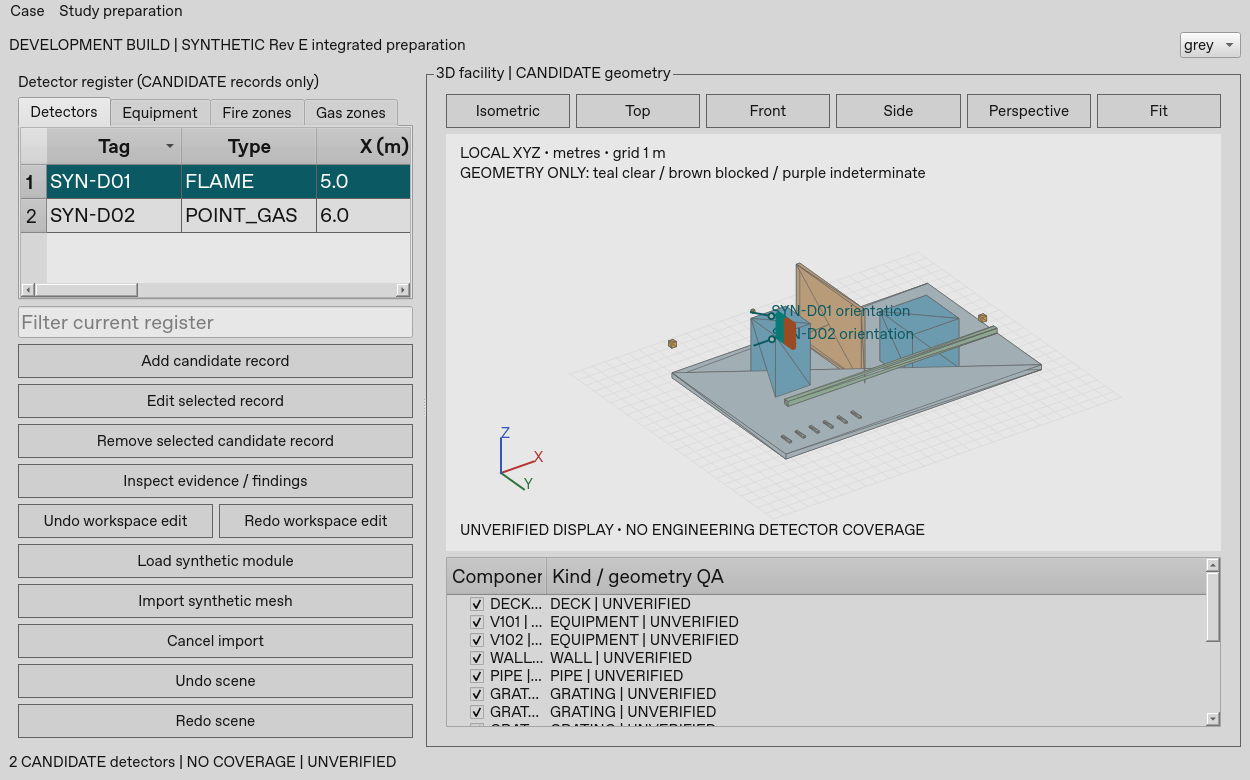 Case Study preparation
DEVELOPMENT BUILD | SYNTHETIC Rev E integrated preparation
grey
Detector register (CANDIDATE records only)
Detectors Equipment Fire zones Gas zones
Tag Type X (m)
1 SYN-D01 FLAME 5.0
2 SYN-D02 POINT_GAS 6.0
Filter current register
Add candidate record
Edit selected record
Remove selected candidate record
Inspect evidence / findings
Undo workspace edit Redo workspace edit
Load synthetic module
Import synthetic mesh
Cancel import
Undo scene
Redo scene
3D facility | CANDIDATE geometry
Isometric Top Front Side Perspective Fit
LOCAL XYZ • metres • grid 1 m
GEOMETRY ONLY: teal clear / brown blocked / purple indeterminate
SYN-D01 orientation
SYN-D02 orientation
Z
X
Y
UNVERIFIED DISPLAY • NO ENGINEERING DETECTOR COVERAGE
Componer Kind / geometry QA
DECK... DECK | UNVERIFIED
V101 | ... EQUIPMENT | UNVERIFIED
V102 |... EQUIPMENT | UNVERIFIED
WALL... WALL | UNVERIFIED
PIPE |... PIPE | UNVERIFIED
GRAT... GRATING | UNVERIFIED
GRAT... GRATING | UNVERIFIED
2 CANDIDATE detectors | NO COVERAGE | UNVERIFIED